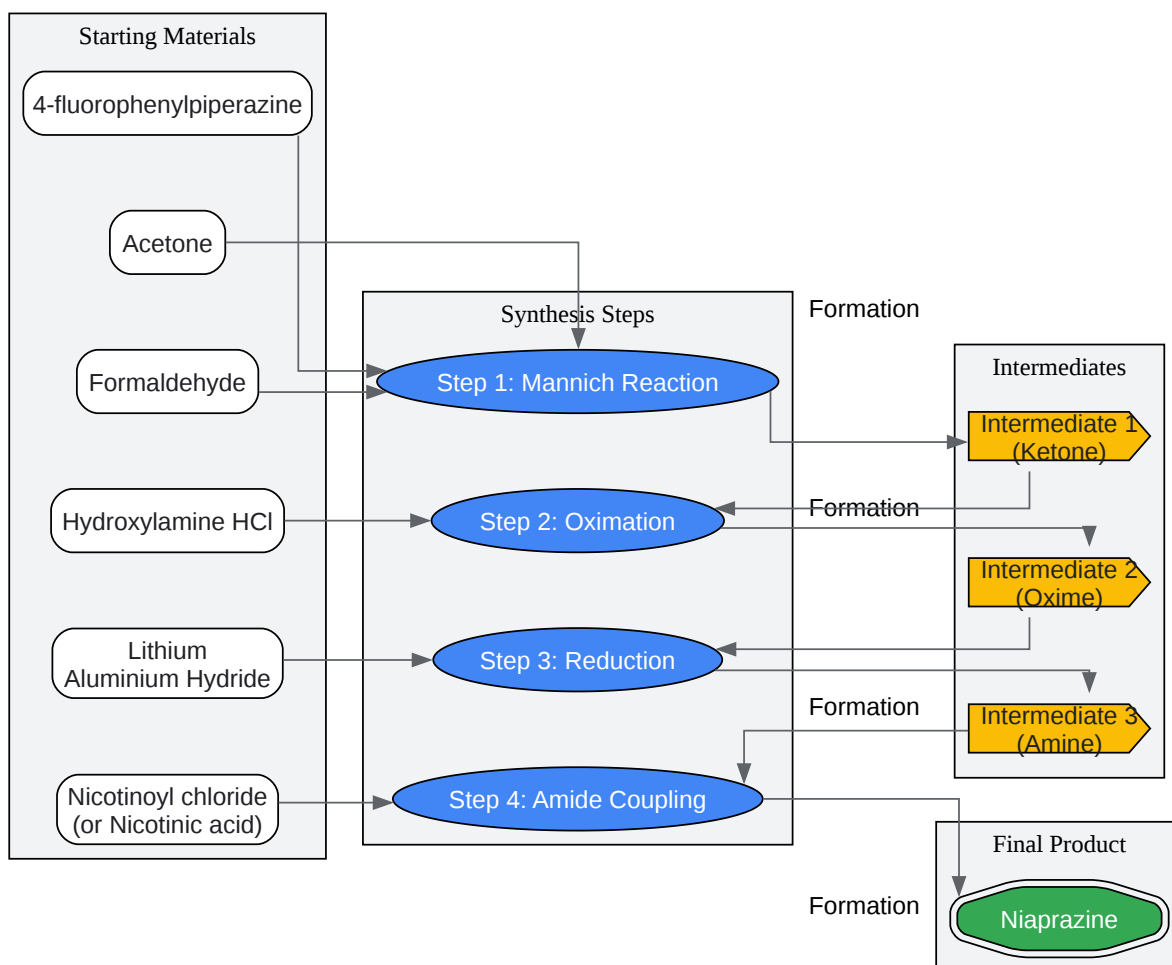 Starting Materials
4-fluorophenylpiperazine
Acetone
Formaldehyde
Hydroxylamine HCl
Lithium
Aluminium Hydride
Nicotinoyl chloride
(or Nicotinic acid)
Synthesis Steps
Step 1: Mannich Reaction
Step 2: Oximation
Step 3: Reduction
Step 4: Amide Coupling
Formation
Formation
Formation
Formation
Intermediates
Intermediate 1
(Ketone)
Intermediate 2
(Oxime)
Intermediate 3
(Amine)
Final Product
Niaprazine